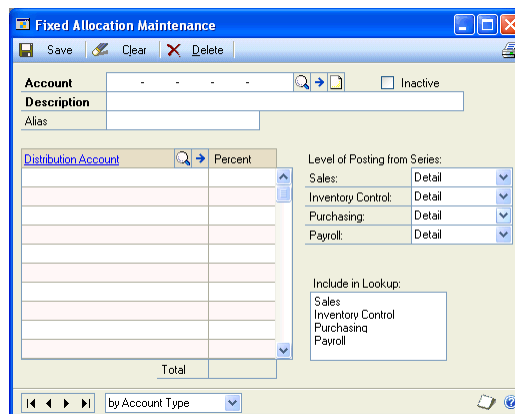 Fixed Allocation Maintenance
Save Clear Delete
Account - - - - Inactive
Description
Alias
Distribution Account Percent
Level of Posting from Series:
Sales: Detail
Inventory Control: Detail
Purchasing: Detail
Payroll: Detail
Include in Lookup:
Sales
Inventory Control
Purchasing
Payroll
Total
by Account Type